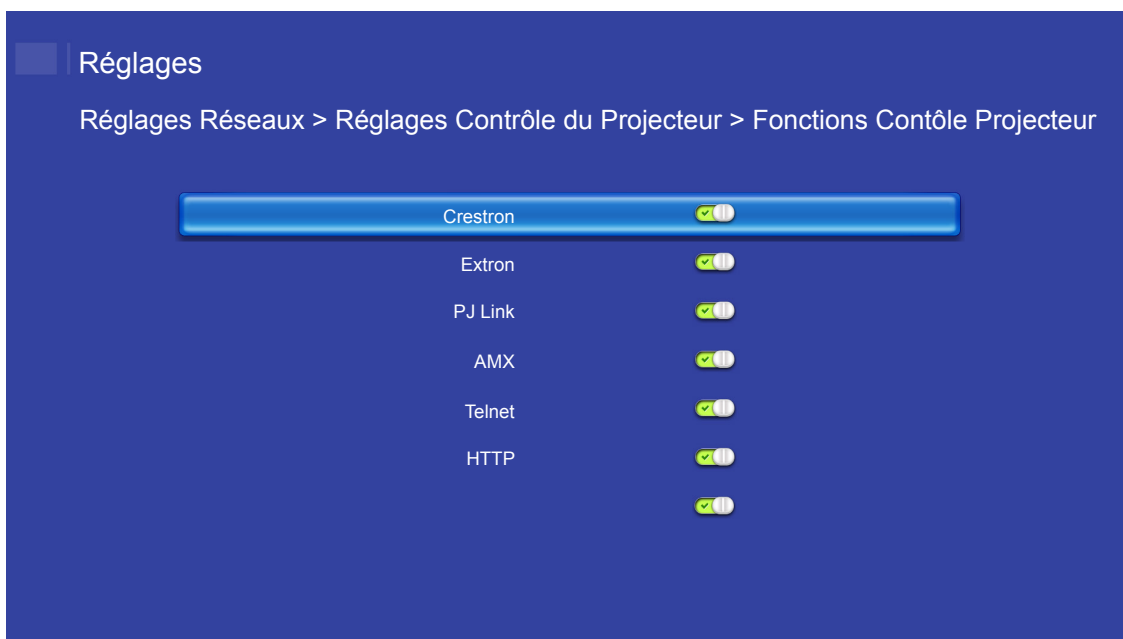 Réglages
Réglages Réseaux > Réglages Contrôle du Projecteur > Fonctions Contôle Projecteur
Crestron
Extron
PJ Link
AMX
Telnet
HTTP